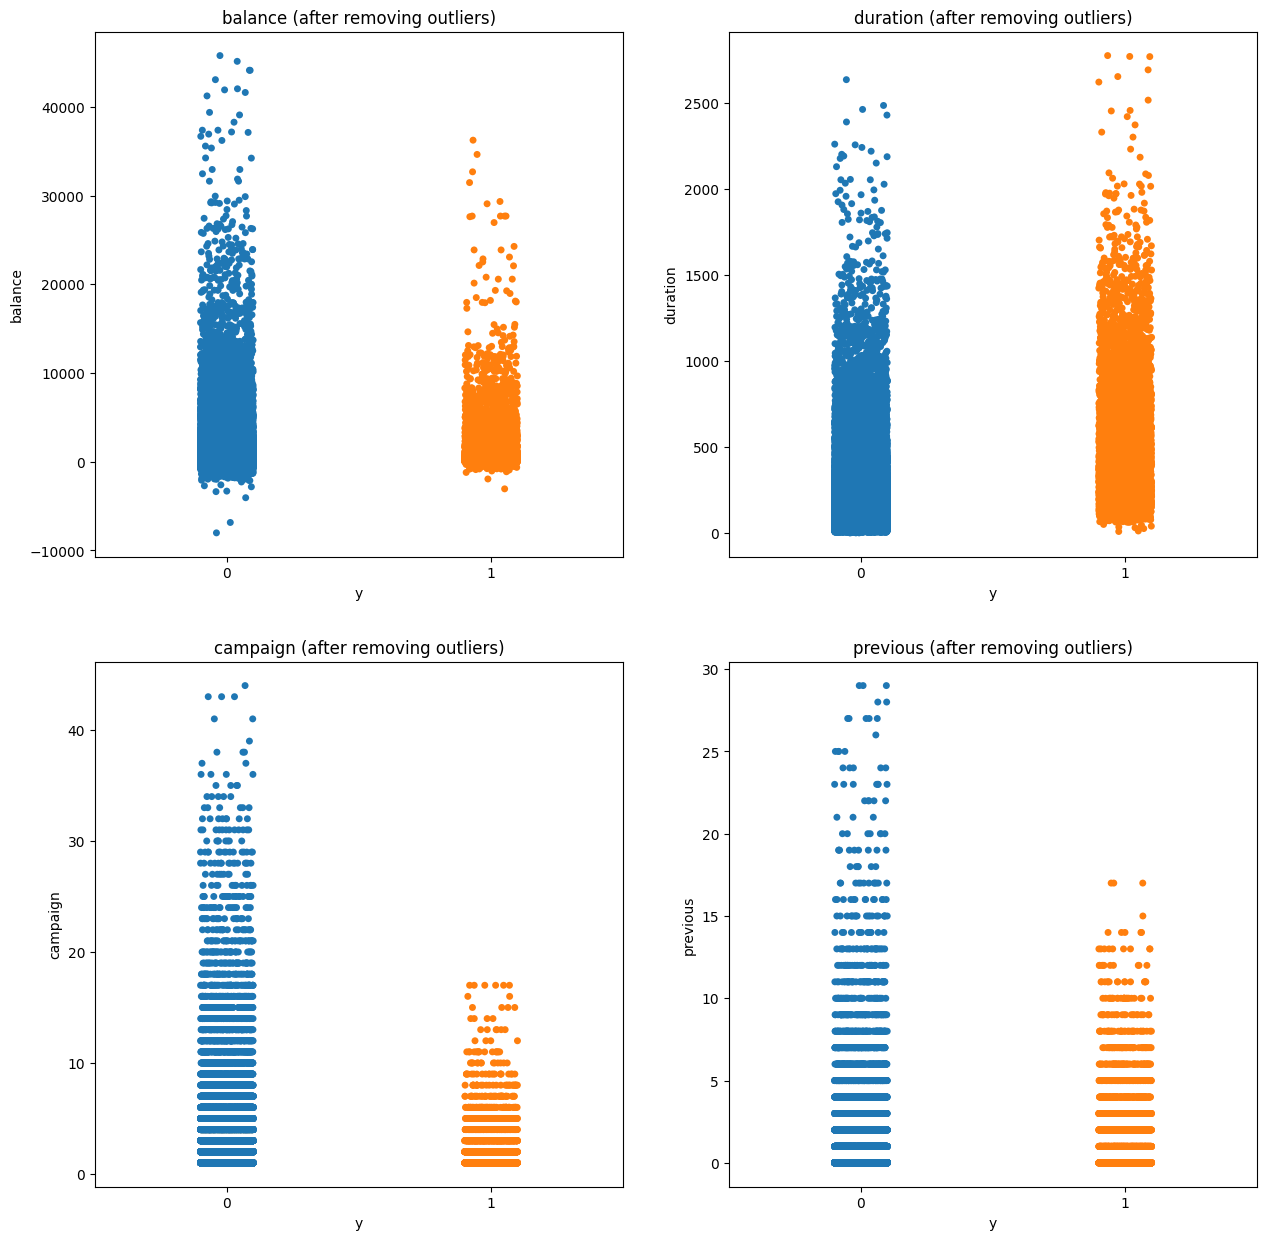 balance (after removing outliers)
balance
40000
30000
20000
10000
0
−10000
0 1
y
duration (after removing outliers)
duration
2500
2000
1500
1000
500
0
0 1
y
campaign (after removing outliers)
campaign
40
30
20
10
0
0 1
y
previous (after removing outliers)
previous
30
25
20
15
10
5
0
0 1
y